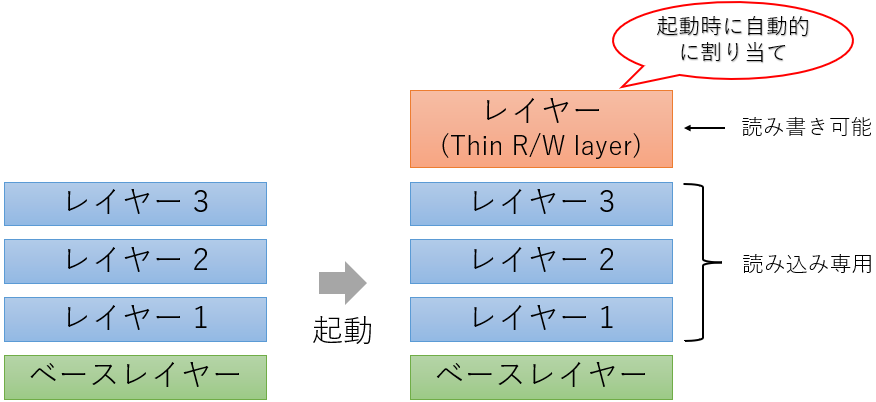 起動時に自動的
に割り当て
レイヤー
(Thin R/W layer)
読み書き可能
レイヤー 3
レイヤー 2
レイヤー 1
ベースレイヤー
起動
レイヤー 3
レイヤー 2
レイヤー 1
ベースレイヤー
読み込み専用